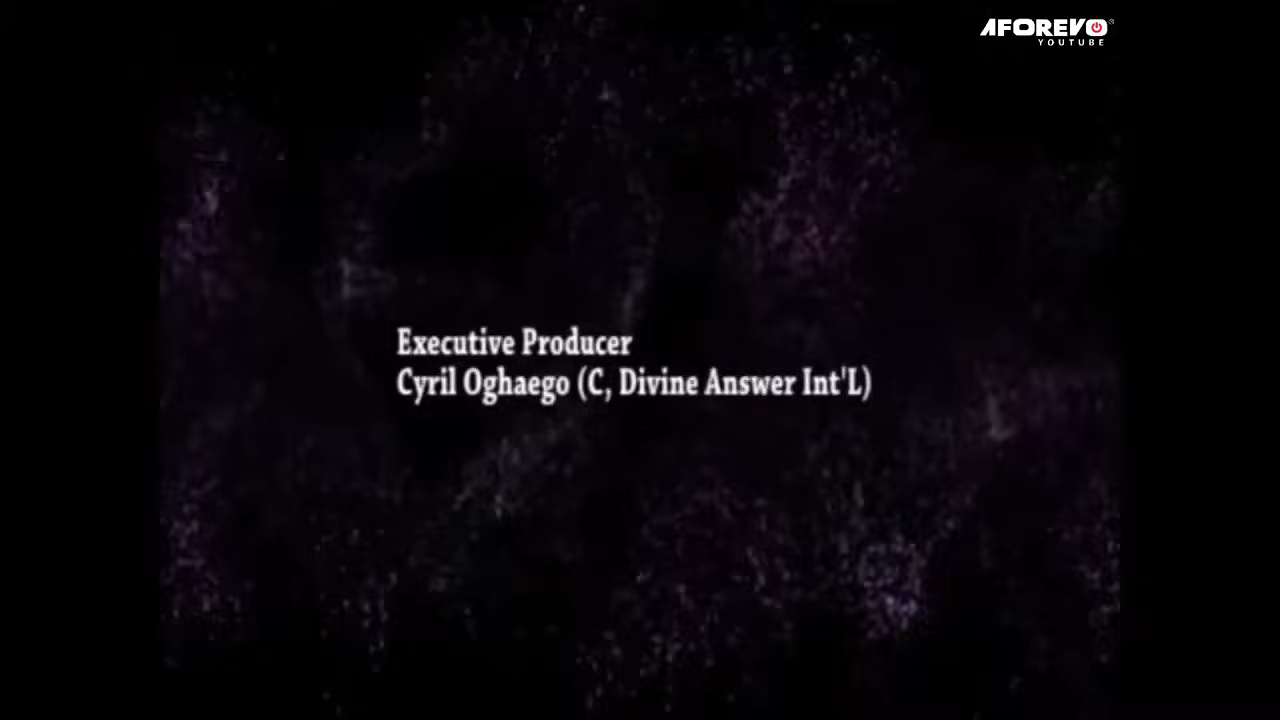 AFOREVO
YOUTUBE
Executive Producer
Cyril Oghaego (C, Divine Answer Int'L)